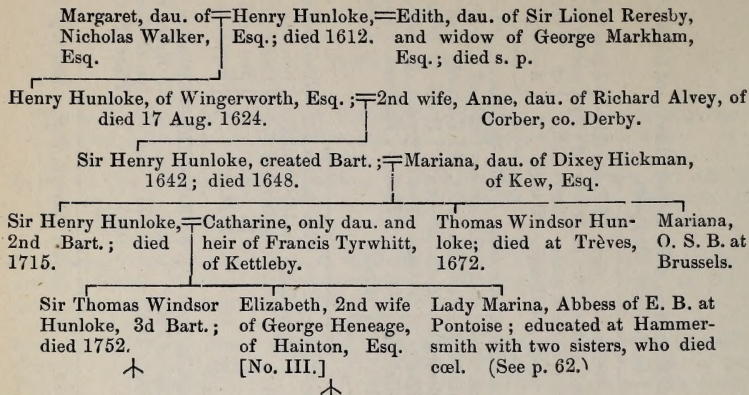 Margaret, dau. of Henry Hunloke, Edith, dau. of Sir Lionel Reresby,
Nicholas Walker, Esq.; died 1612. and widow of George Markham,
Esq. Esq.; died s. p.
Henry Hunloke, of Wingerworth, Esq.; 2nd wife, Anne, dau. of Richard Alvey, of
died 17 Aug. 1624. Corber, co. Derby.
Sir Henry Hunloke, created Bart.; Mariana, dau. of Dixey Hickman,
1642; died 1648. of Kew, Esq.
Sir Henry Hunloke, Catharine, only dau. and Thomas Windsor Hun- Mariana,
2nd Bart.; died heir of Francis Tyrwhitt, loke; died at Trèves, O. S. B. at
1715. of Kettleby. 1672. Brussels.
Sir Thomas Windsor Elizabeth, 2nd wife Lady Marina, Abbess of E. B. at
Hunloke, 3d Bart.; of George Heneage, Pontoise; educated at Hammer-
died 1752. of Hainton, Esq. smith with two sisters, who died
[No. III.] cœl. (See p. 62.)